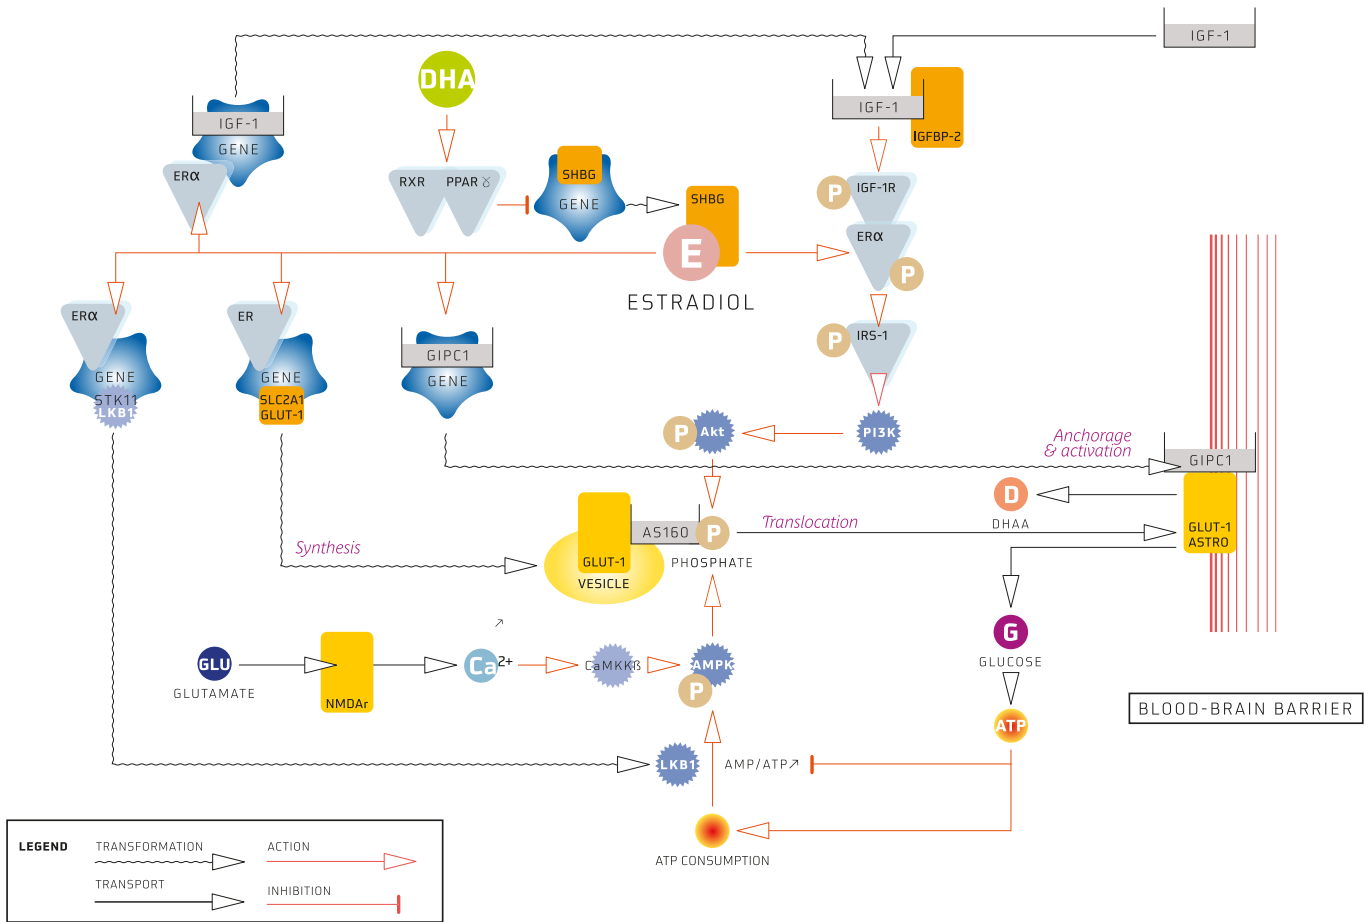 IGF-1
DHA
IGF-1
IGF-1
IGFBP-2
GENE
ERα
RXR
PPAR ɣ
SHBG
GENE
SHBG
IGF-1R
P
E
ERα
P
ESTRADIOL
ERα
GENE
STK11
LKB1
ER
GENE
SLC2A1
GLUT-1
GIPC1
GENE
IRS-1
P
P
Akt
PI3K
Anchorage
& activation
GIPC1
D
DHAA
GLUT-1
ASTRO
Synthesis
GLUT-1
VESICLE
AS160
P
PHOSPHATE
Translocation
GLU
GLUTAMATE
NMDAr
Ca2+
CaMKKß
AMPK
P
G
GLUCOSE
ATP
BLOOD-BRAIN BARRIER
LKB1
AMP/ATP↗
ATP CONSUMPTION
LEGEND
TRANSFORMATION
ACTION
TRANSPORT
INHIBITION